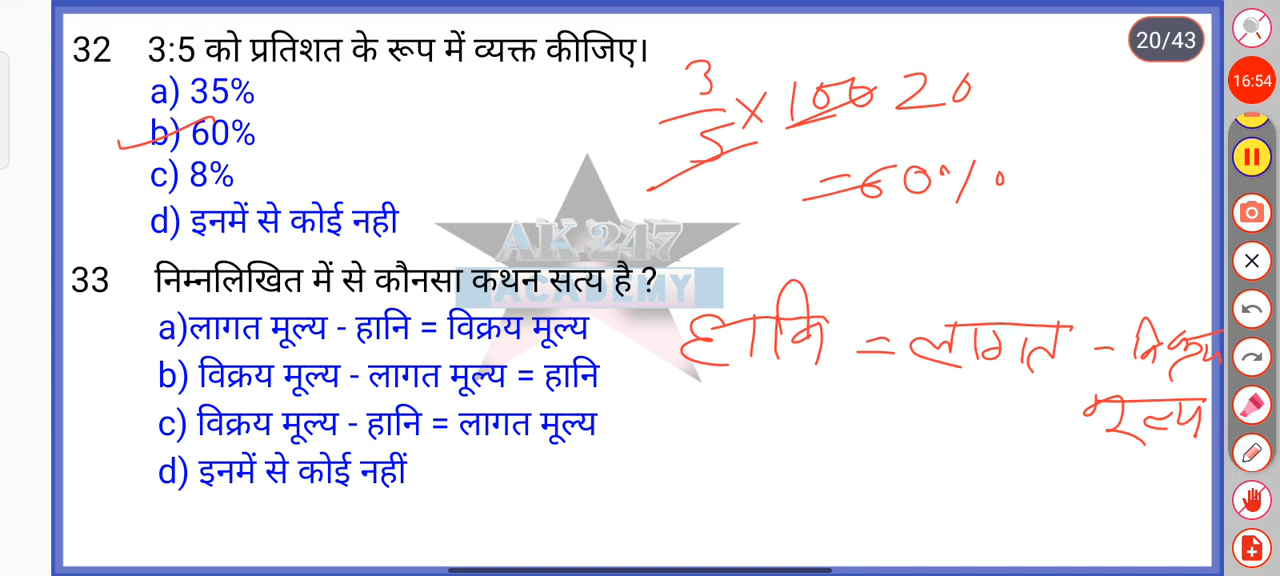 20/43
16:54
32 3:5 को प्रतिशत के रूप में व्यक्त कीजिए।
a) 35%
b) 60%
c) 8%
d) इनमें से कोई नही
3/5 × 100 20
= 60%
AK 247
ACADEMY
33 निम्नलिखित में से कौनसा कथन सत्य है ?
a)लागत मूल्य - हानि = विक्रय मूल्य
b) विक्रय मूल्य - लागत मूल्य = हानि
c) विक्रय मूल्य - हानि = लागत मूल्य
d) इनमें से कोई नहीं
हानि = लागत - विक्रय
मूल्य